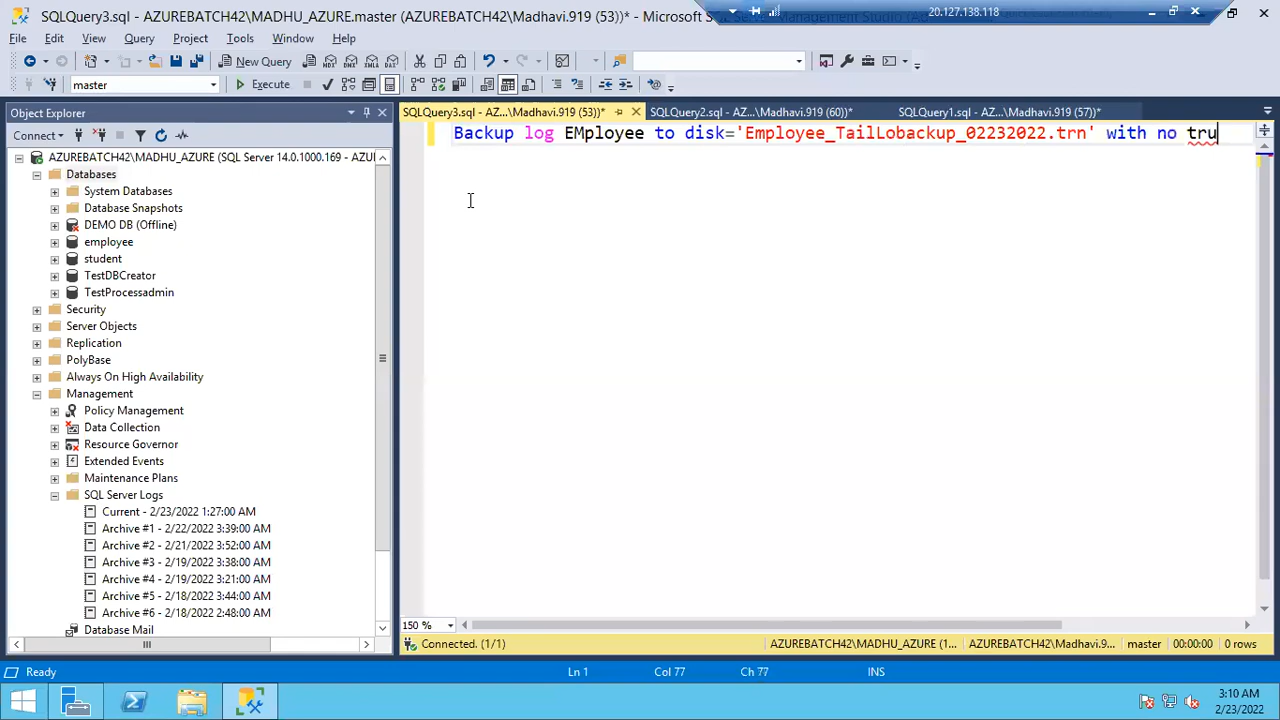 SQLQuery3.sql - AZUREBATCH42\MADHU_AZURE.master (AZUREBATCH42\Madhavi.919 (53))* - Microsoft SQL Server Management Studio
20.127.138.118
File Edit View Query Project Tools Window Help
New Query
master
Execute
Object Explorer
SQLQuery3.sql - AZ...\Madhavi.919 (53))*
SQLQuery2.sql - AZ...\Madhavi.919 (60))*
SQLQuery1.sql - AZ...\Madhavi.919 (57))*
Connect
Backup log EMployee to disk='Employee_TailLobackup_02232022.trn' with no tru
AZUREBATCH42\MADHU_AZURE (SQL Server 14.0.1000.169 - AZU
Databases
System Databases
Database Snapshots
DEMO DB (Offline)
employee
student
TestDBCreator
TestProcessadmin
Security
Server Objects
Replication
PolyBase
Always On High Availability
Management
Policy Management
Data Collection
Resource Governor
Extended Events
Maintenance Plans
SQL Server Logs
Current - 2/23/2022 1:27:00 AM
Archive #1 - 2/22/2022 3:39:00 AM
Archive #2 - 2/21/2022 3:52:00 AM
Archive #3 - 2/19/2022 3:38:00 AM
Archive #4 - 2/19/2022 3:21:00 AM
Archive #5 - 2/18/2022 3:44:00 AM
Archive #6 - 2/18/2022 2:48:00 AM
Database Mail
150 %
Connected. (1/1)
AZUREBATCH42\MADHU_AZURE (1...
AZUREBATCH42\Madhavi.9...
master
00:00:00
0 rows
Ready
Ln 1
Col 77
Ch 77
INS
3:10 AM
2/23/2022